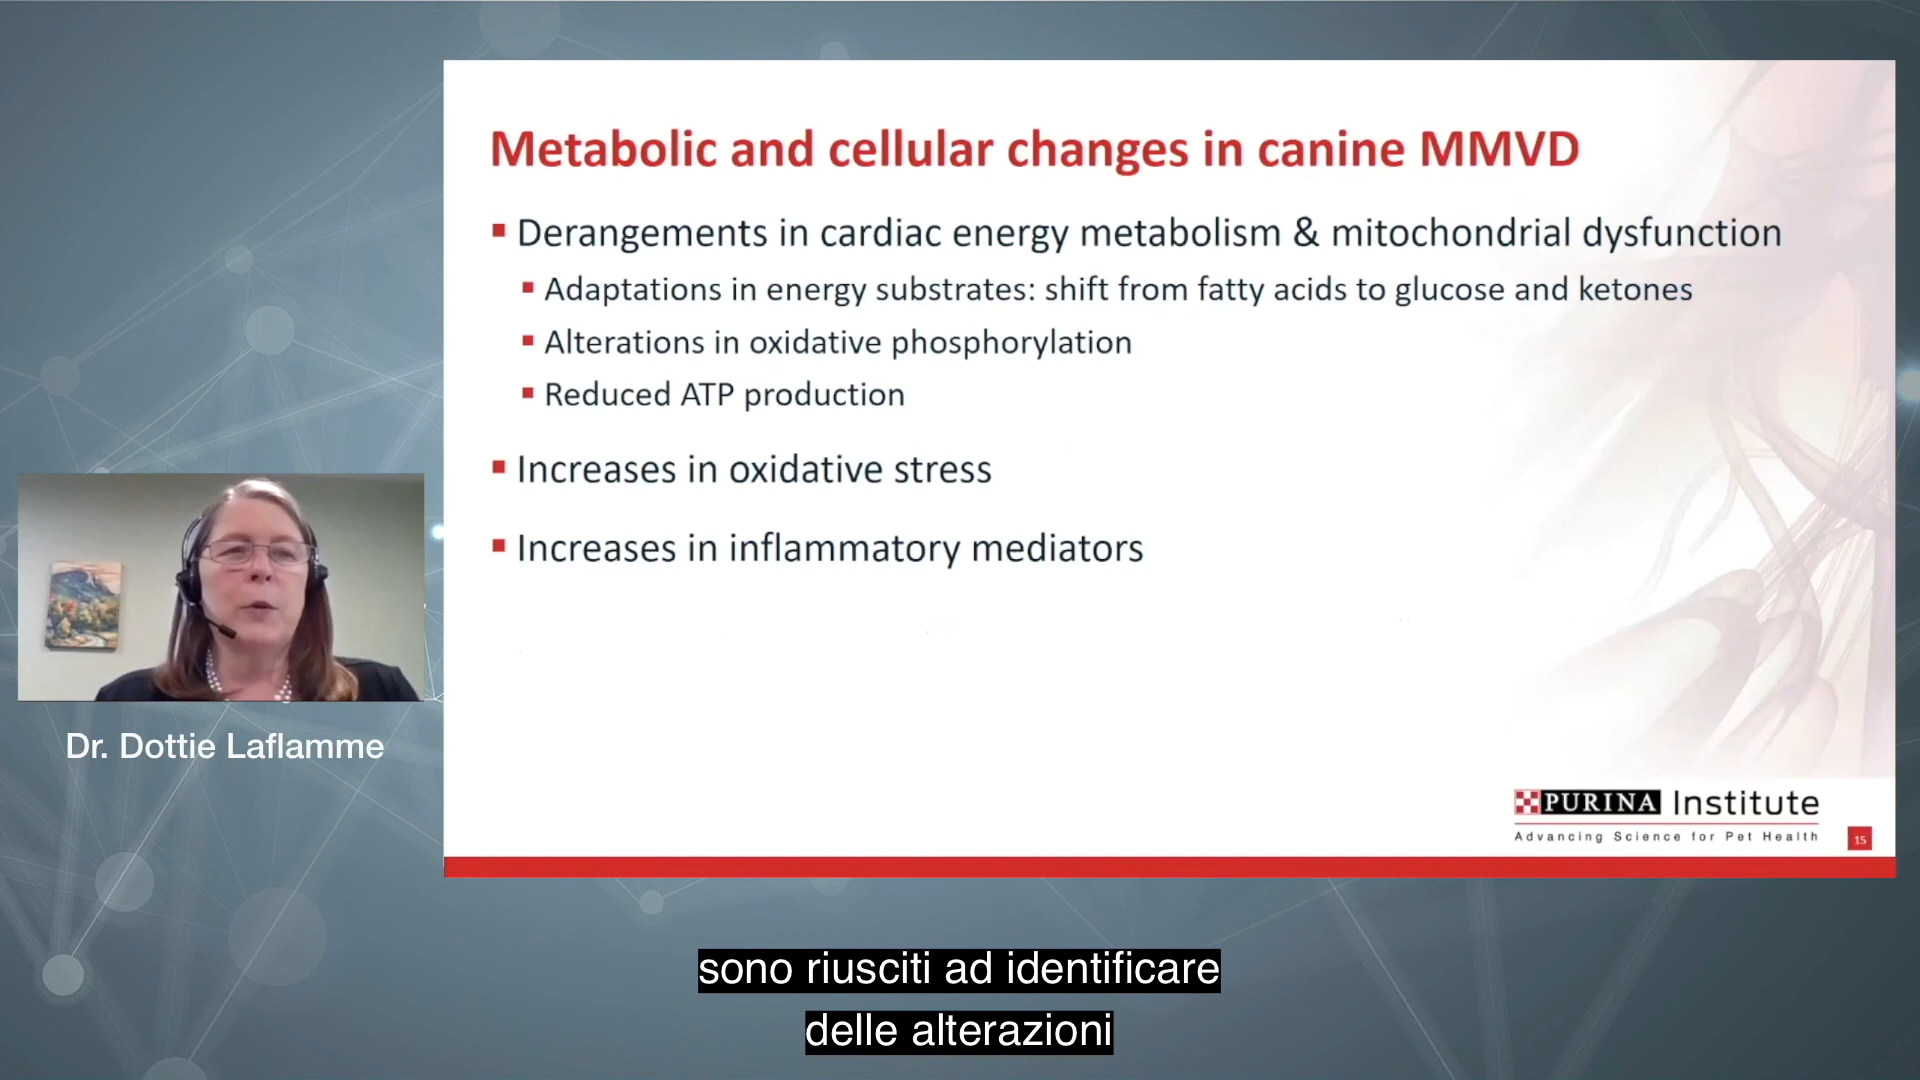 Metabolic and cellular changes in canine MMVD
Derangements in cardiac energy metabolism & mitochondrial dysfunction
Adaptations in energy substrates: shift from fatty acids to glucose and ketones
Alterations in oxidative phosphorylation
Reduced ATP production
Increases in oxidative stress
Increases in inflammatory mediators
Dr. Dottie Laflamme
PURINA Institute
Advancing Science for Pet Health
15
sono riusciti ad identificare
delle alterazioni